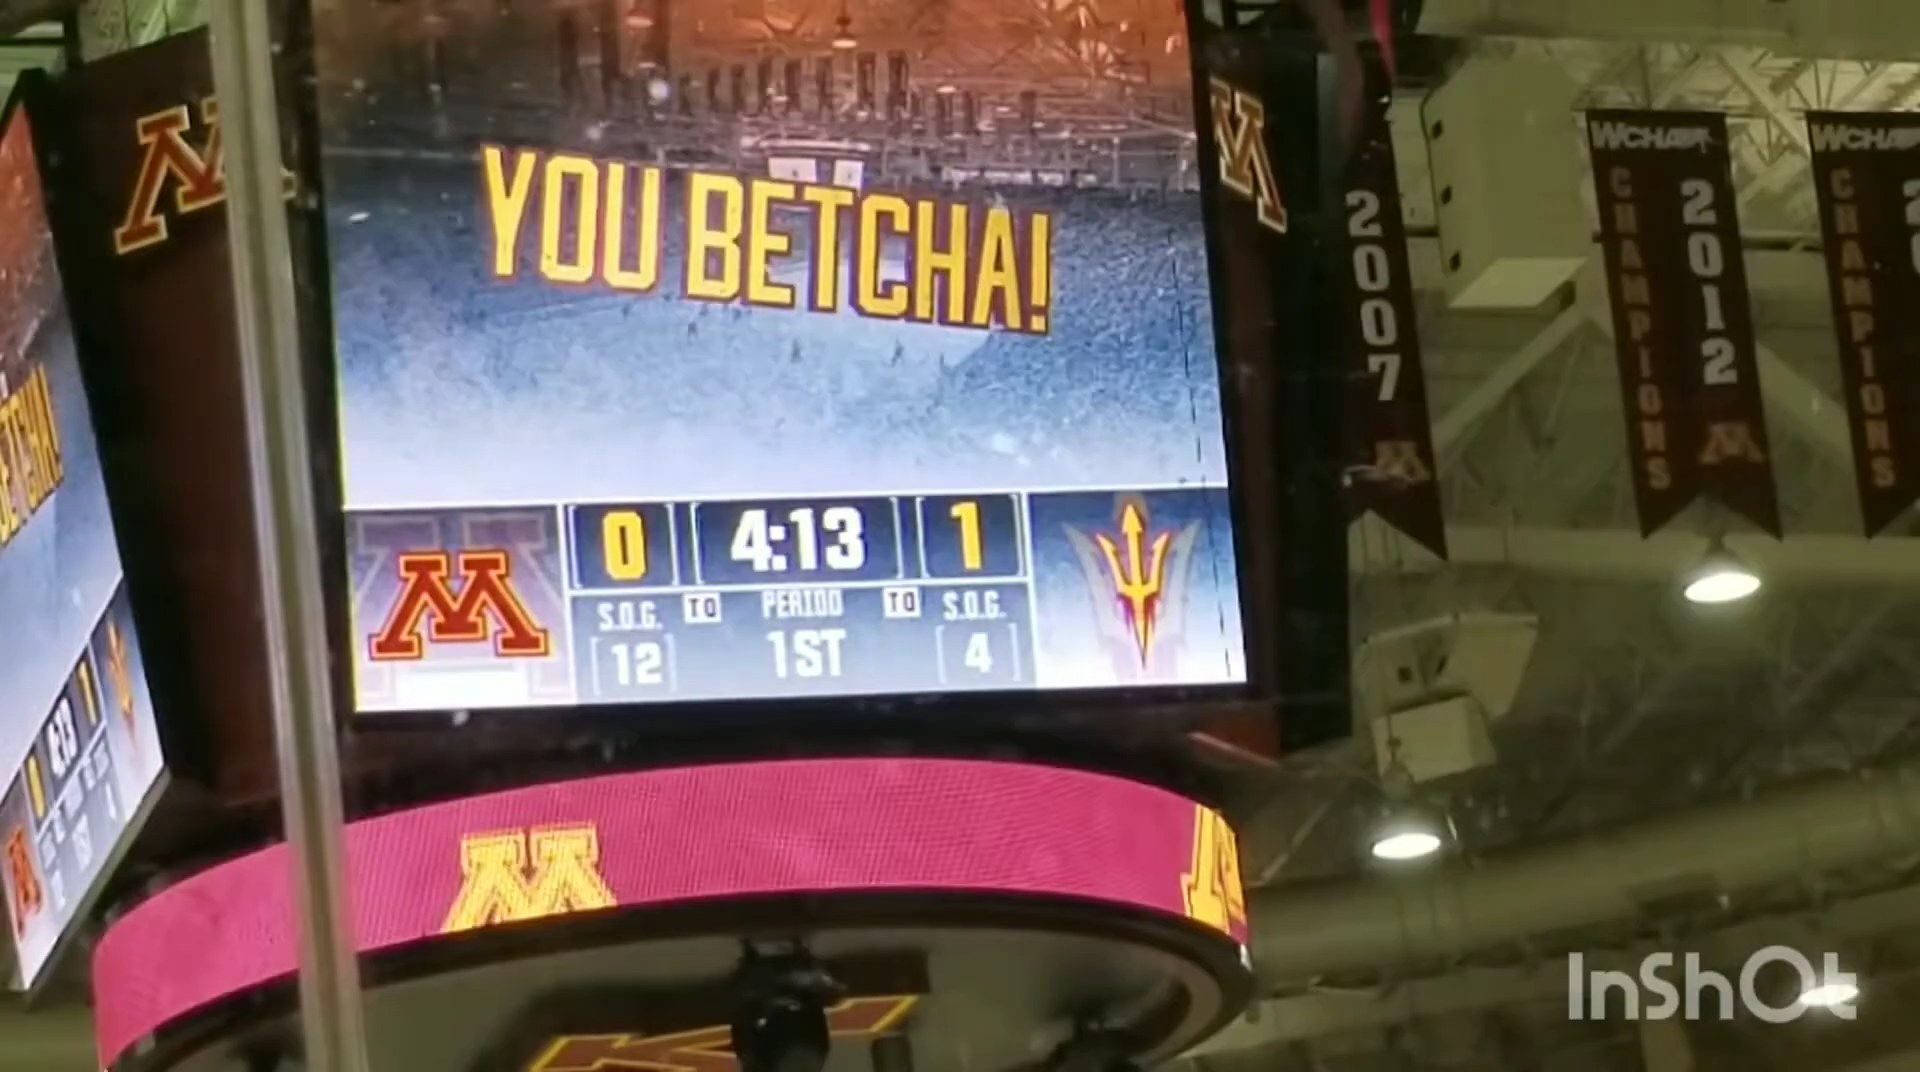 YOU BETCHA!
0 4:13 1
S.O.G. TO PERIOD TO S.O.G.
12 1ST 4
M
2007
WCHA
CHAMPIONS
2012
WCHA
CHAMPIONS
InShOt